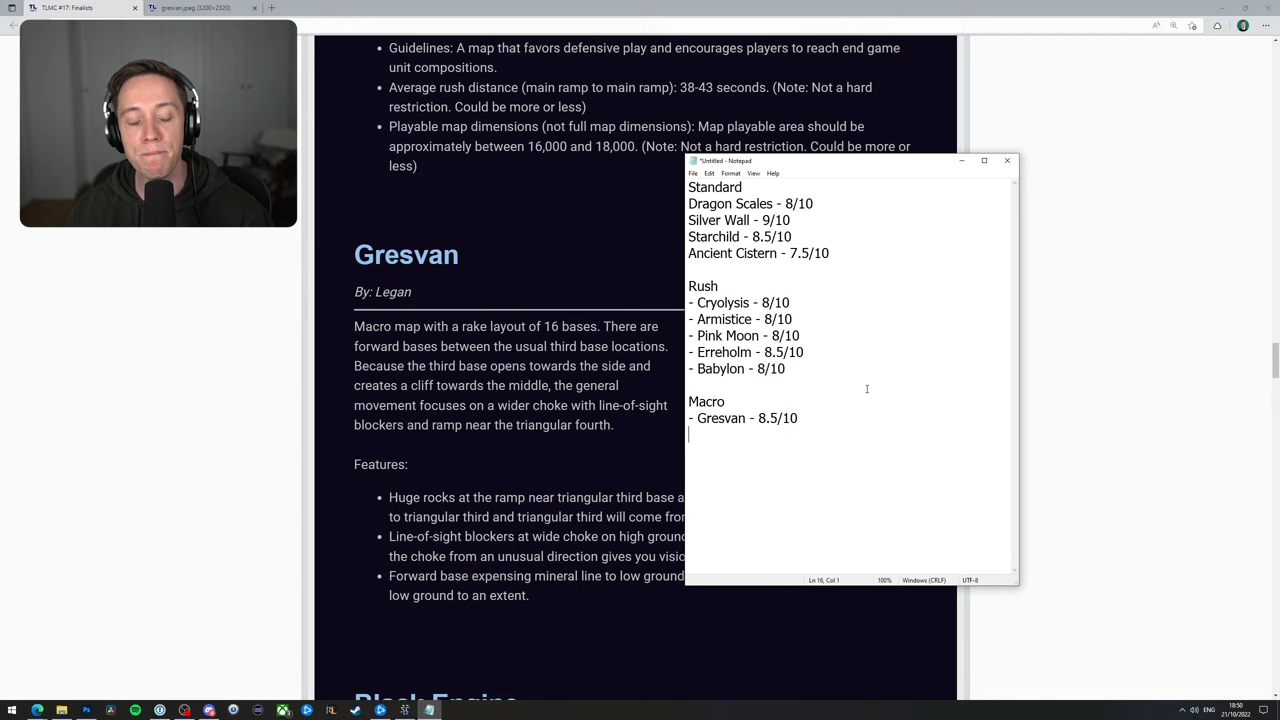 TLMC #17: Finalists
gresvan.jpeg (3200×2320)
Guidelines: A map that favors defensive play and encourages players to reach end game
unit compositions.
Average rush distance (main ramp to main ramp): 38-43 seconds. (Note: Not a hard
restriction. Could be more or less)
Playable map dimensions (not full map dimensions): Map playable area should be
approximately between 16,000 and 18,000. (Note: Not a hard restriction. Could be more or
less)
Gresvan
By: Legan
Macro map with a rake layout of 16 bases. There are
forward bases between the usual third base locations.
Because the third base opens towards the side and
creates a cliff towards the middle, the general
movement focuses on a wider choke with line-of-sight
blockers and ramp near the triangular fourth.
Features:
Huge rocks at the ramp near triangular third base a
to triangular third and triangular third will come fro
Line-of-sight blockers at wide choke on high ground
the choke from an unusual direction gives you visio
Forward base expensing mineral line to low ground
low ground to an extent.
Black Engine
*Untitled - Notepad
File Edit Format View Help
Standard
Dragon Scales - 8/10
Silver Wall - 9/10
Starchild - 8.5/10
Ancient Cistern - 7.5/10
Rush
- Cryolysis - 8/10
- Armistice - 8/10
- Pink Moon - 8/10
- Erreholm - 8.5/10
- Babylon - 8/10
Macro
- Gresvan - 8.5/10
Ln 16, Col 1 100% Windows (CRLF) UTF-8
ENG
18:50
21/10/2022